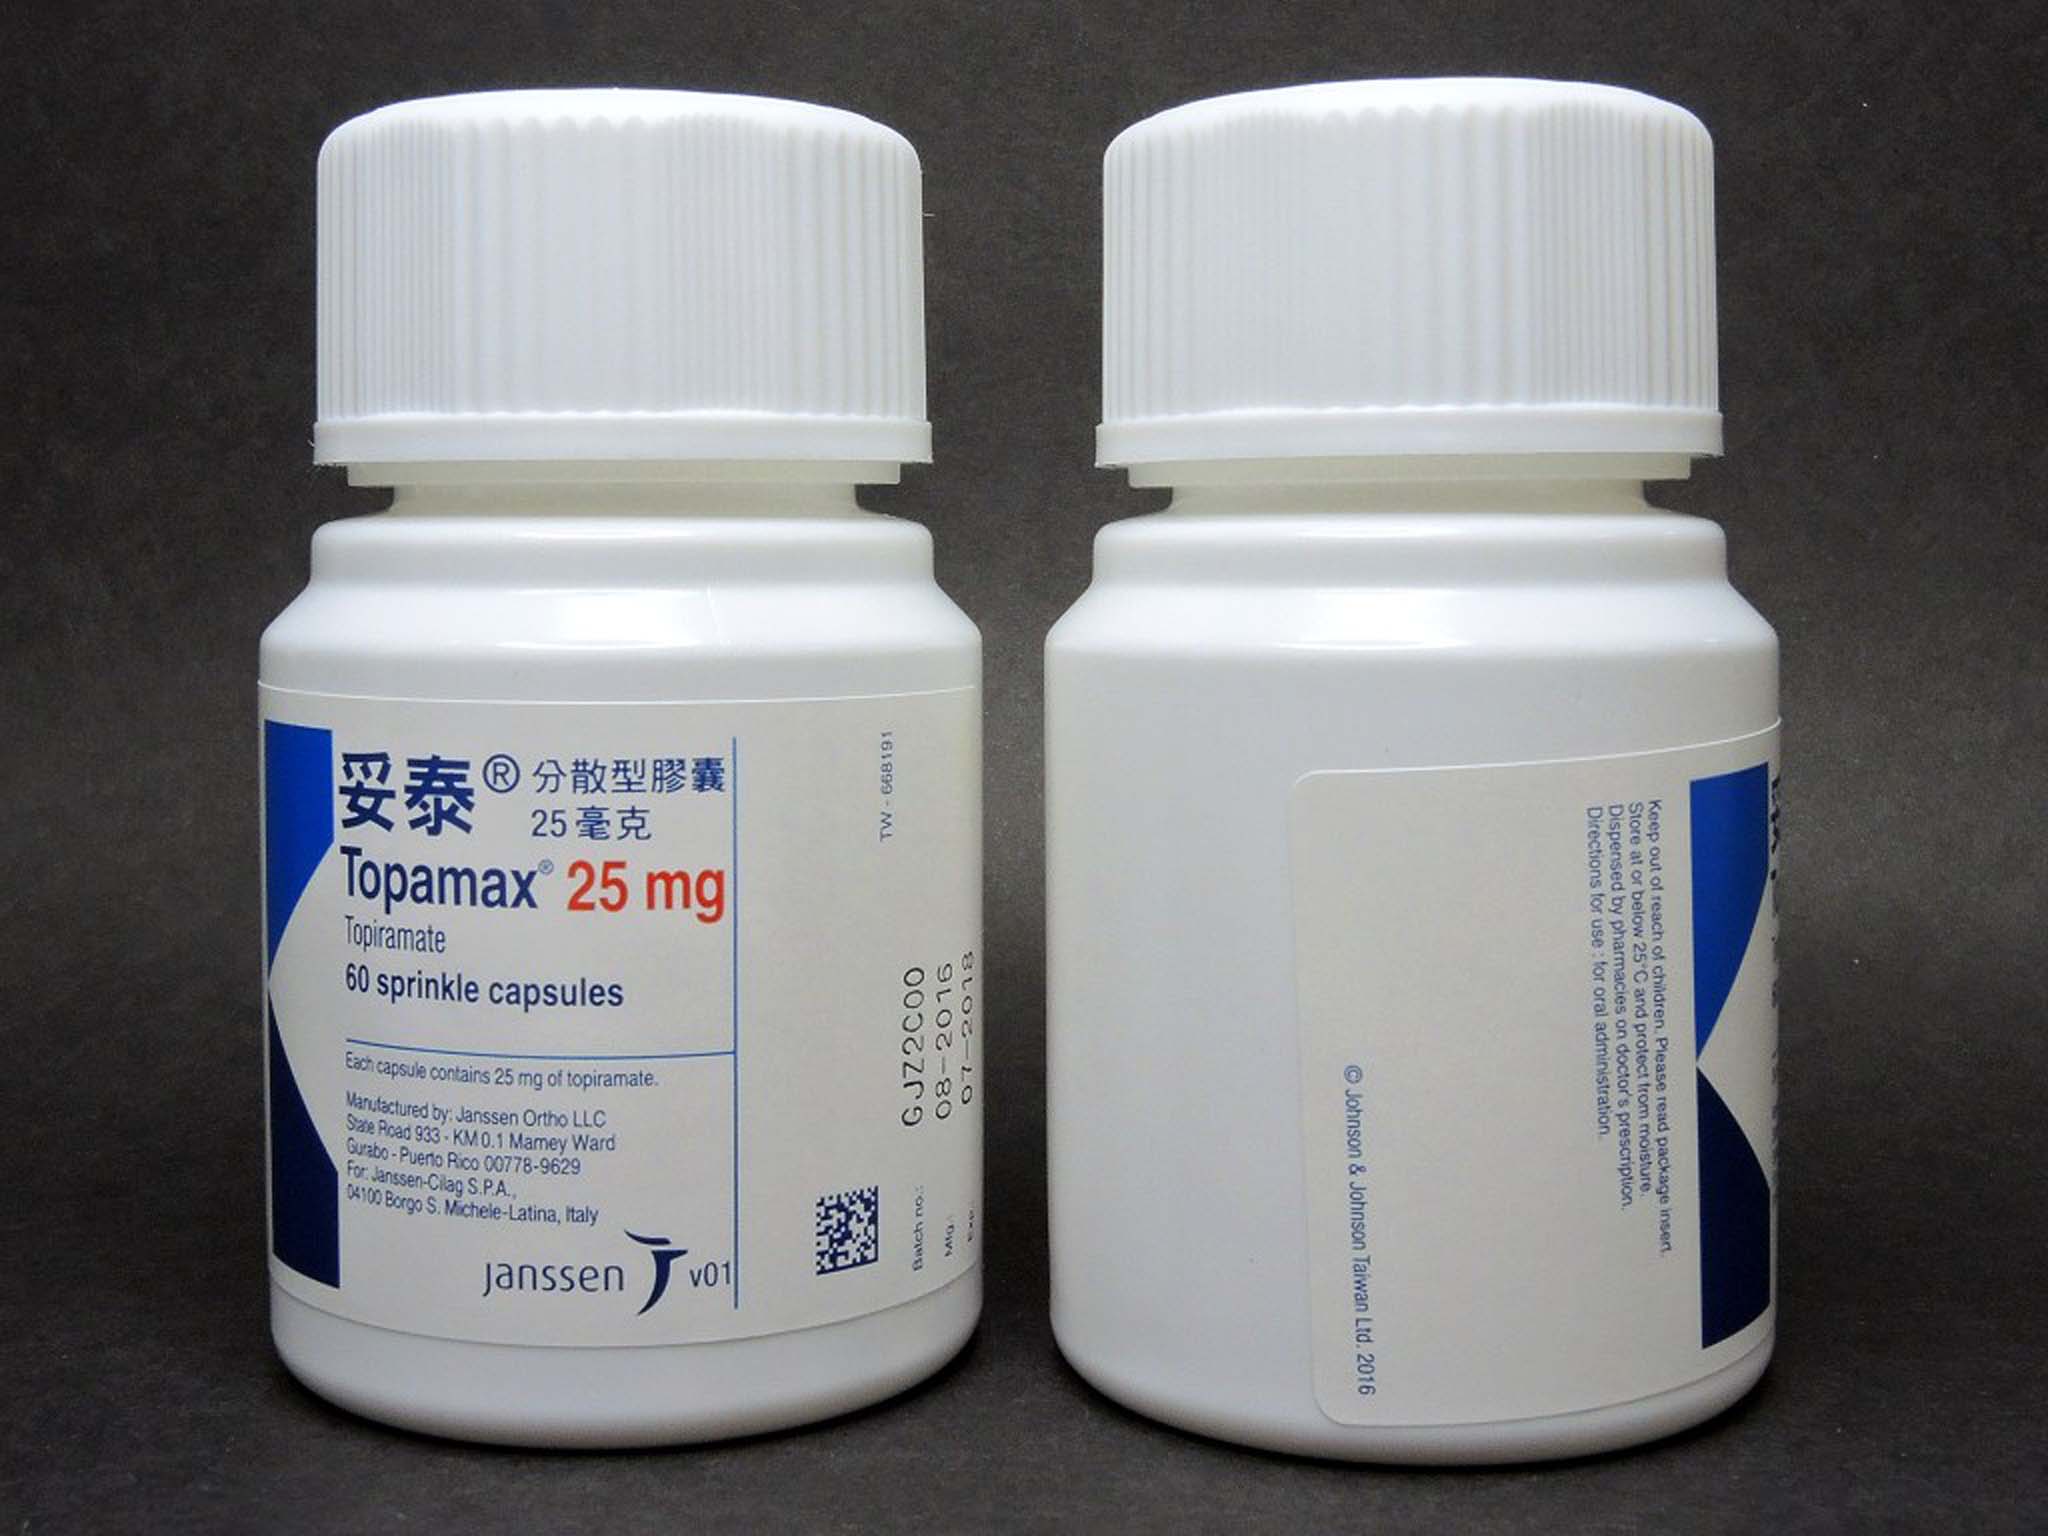 妥泰® 分散型膠囊
25毫克
Topamax® 25 mg
Topiramate
60 sprinkle capsules
Each capsule contains 25 mg of topiramate.
Manufactured by: Janssen Ortho LLC
State Road 933 - KM 0.1 Mamey Ward
Gurabo - Puerto Rico 00778-9629
For: Janssen-Cilag S.P.A.,
04100 Borgo S. Michele-Latina, Italy
Janssen
v01
TW - 668191
Batch no.: GJZ2C00
Mfg.: 08-2016
Exp.: 07-2018
Keep out of reach of children. Please read package insert.
Store at or below 25°C and protect from moisture.
Dispensed by pharmacies on doctor's prescription.
Directions for use : for oral administration.
© Johnson & Johnson Taiwan Ltd. 2016